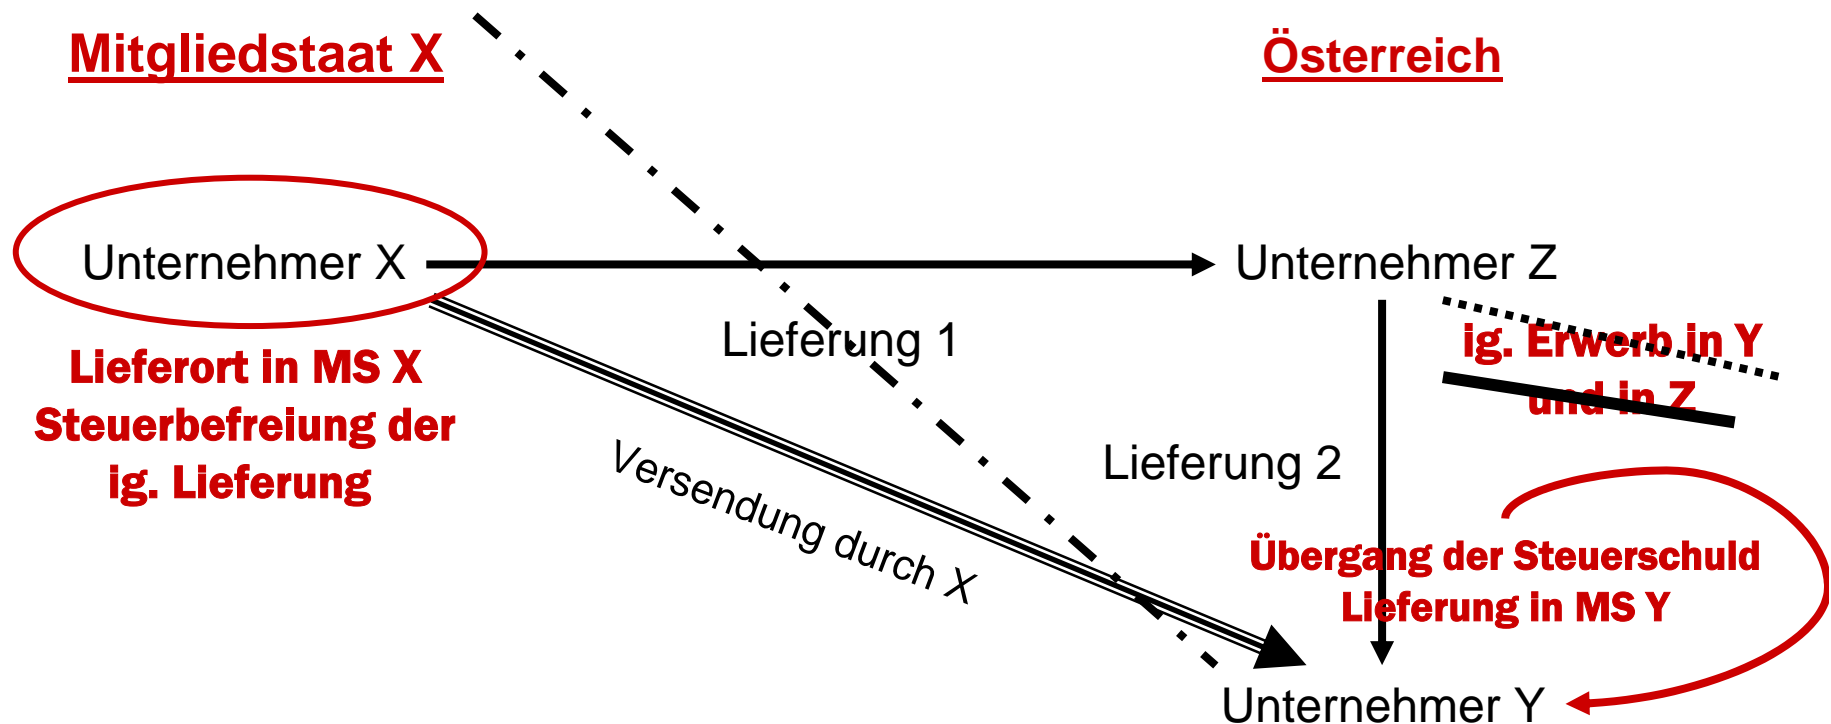 Mitgliedstaat X
Österreich
Unternehmer X
Unternehmer Z
Lieferung 1
ig. Erwerb in Y
und in Z
Lieferort in MS X
Steuerbefreiung der
ig. Lieferung
Versendung durch X
Lieferung 2
Übergang der Steuerschuld
Lieferung in MS Y
Unternehmer Y